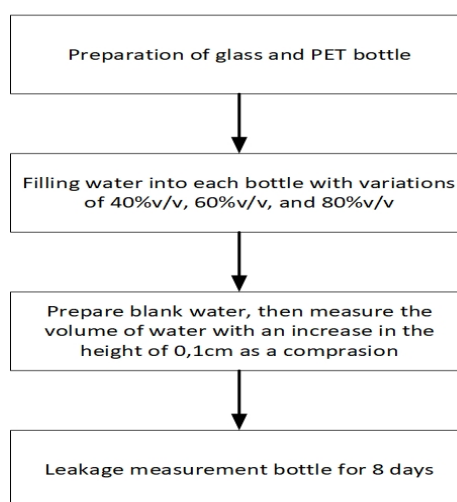 Preparation of glass and PET bottle
Filling water into each bottle with variations
of 40%v/v, 60%v/v, and 80%v/v
Prepare blank water, then measure the
volume of water with an increase in the
height of 0,1cm as a comprasion
Leakage measurement bottle for 8 days